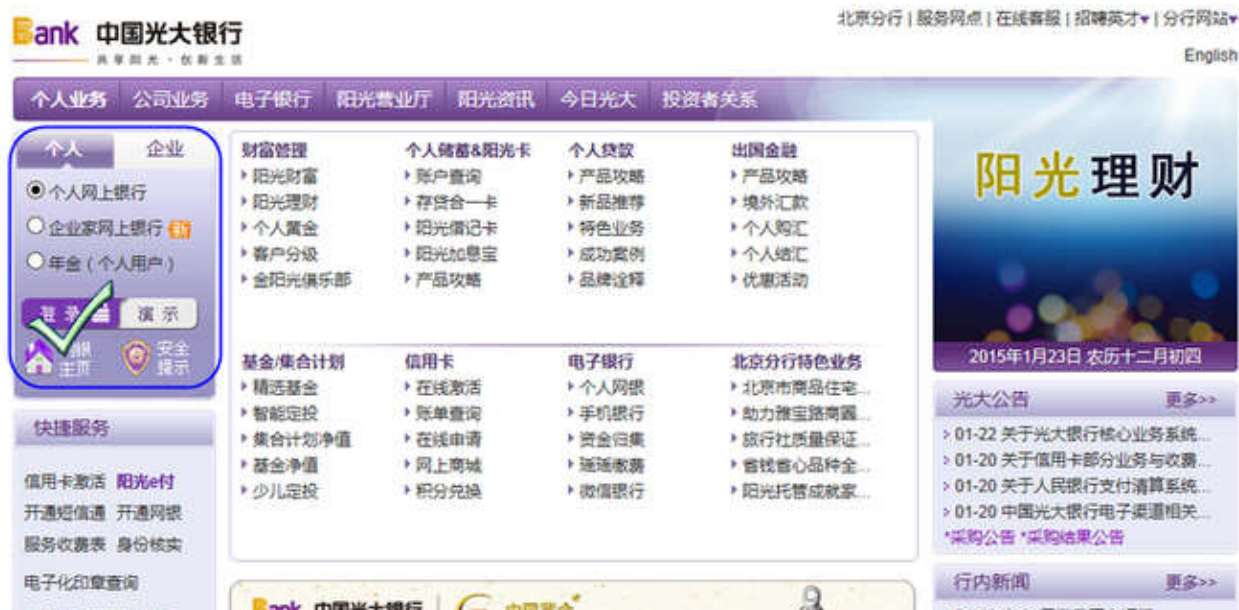 北京分行 | 服务网点 | 在线客服 | 招聘英才 | 分行网站
Bank 中国光大银行
共享阳光·创新生活
English
个人业务 公司业务 电子银行 阳光营业厅 阳光资讯 今日光大 投资者关系
个人 企业
个人网上银行
企业家网上银行 新
年金（个人用户）
登录 演示
主页 安全提示
快捷服务
信用卡激活 阳光e付
开通短信通 开通网银
服务收费表 身份核实
电子化印章查询
财富管理 个人储蓄&阳光卡 个人贷款 出国金融
阳光财富 账户查询 产品攻略 产品攻略
阳光理财 存贷合一卡 新品推荐 境外汇款
个人黄金 阳光借记卡 特色业务 个人购汇
客户分级 阳光加息宝 成功案例 个人结汇
金阳光俱乐部 产品攻略 品牌诠释 优惠活动
基金/集合计划 信用卡 电子银行 北京分行特色业务
精选基金 在线激活 个人网银 北京市商品住宅...
智能定投 账单查询 手机银行 助力雅宝路商圈...
集合计划净值 在线申请 资金归集 旅行社质量保证...
基金净值 网上商城 瑶瑶缴费 省钱省心品种全...
少儿定投 积分兑换 微信银行 阳光托管成就家...
Bank 中国光大银行
阳光理财
2015年1月23日 农历十二月初四
光大公告 更多>>
01-22 关于光大银行核心业务系统...
01-20 关于信用卡部分业务与收费...
01-20 关于人民银行支付清算系统...
01-20 中国光大银行电子渠道相关...
*采购公告 *采购结果公告
行内新闻 更多>>